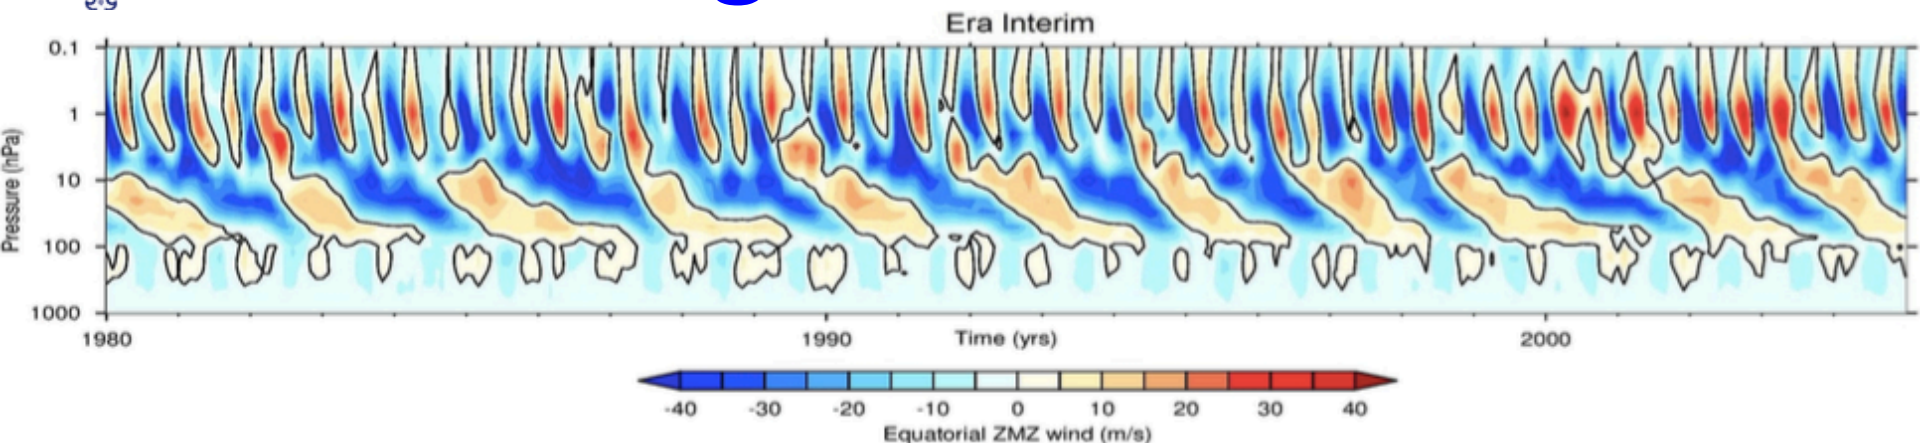 Era Interim
0.1
1
10
100
1000
Pressure (hPa)
1980 1990 Time (yrs) 2000
-40 -30 -20 -10 0 10 20 30 40
Equatorial ZMZ wind (m/s)